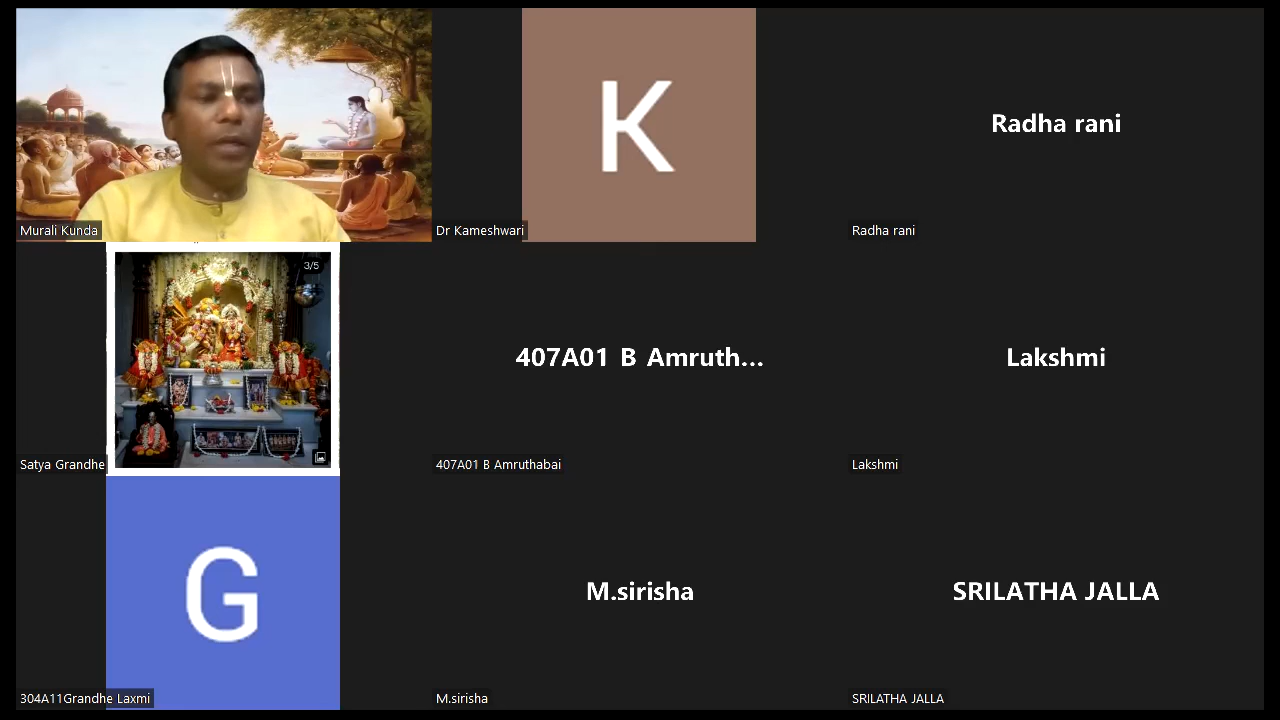 Murali Kunda
K
Dr Kameshwari
Radha rani
Radha rani
3/5
Satya Grandhe
407A01 B Amruth...
407A01 B Amruthabai
Lakshmi
Lakshmi
G
304A11Grandhe Laxmi
M.sirisha
M.sirisha
SRILATHA JALLA
SRILATHA JALLA